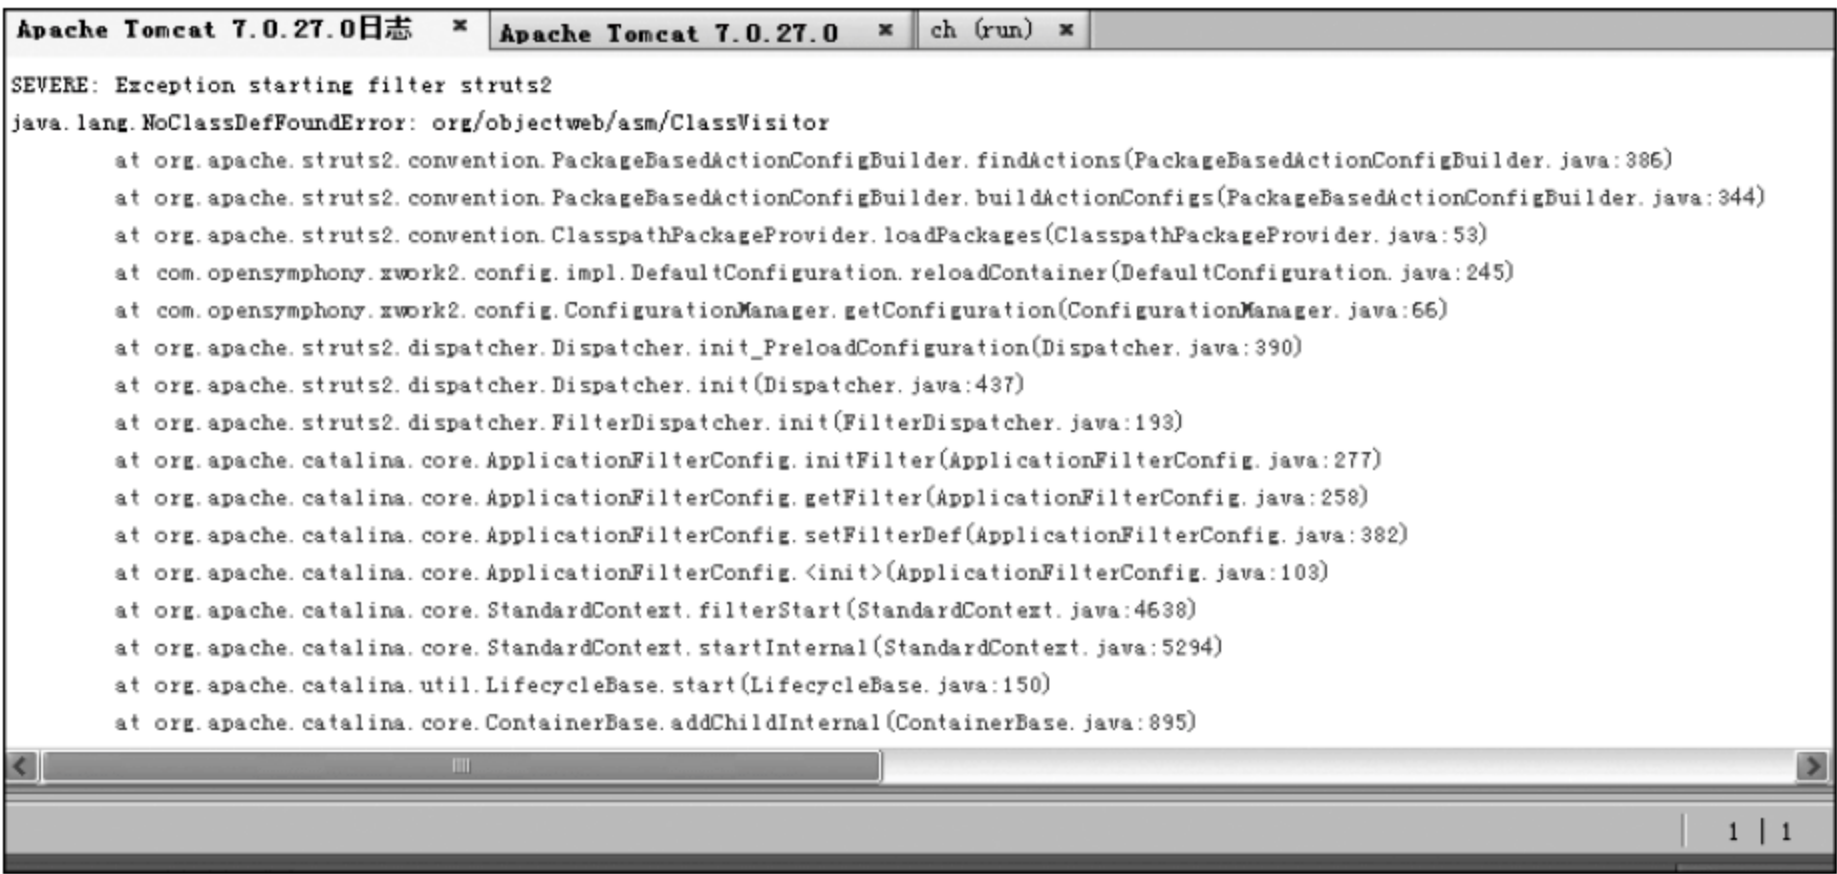 Apache Tomcat 7.0.27.0日志 × Apache Tomcat 7.0.27.0 × ch (run) ×
SEVERE: Exception starting filter struts2
java.lang.NoClassDefFoundError: org/objectweb/asm/ClassVisitor
at org.apache.struts2.convention.PackageBasedActionConfigBuilder.findActions(PackageBasedActionConfigBuilder.java:386)
at org.apache.struts2.convention.PackageBasedActionConfigBuilder.buildActionConfigs(PackageBasedActionConfigBuilder.java:344)
at org.apache.struts2.convention.ClasspathPackageProvider.loadPackages(ClasspathPackageProvider.java:53)
at com.opensymphony.xwork2.config.impl.DefaultConfiguration.reloadContainer(DefaultConfiguration.java:245)
at com.opensymphony.xwork2.config.ConfigurationManager.getConfiguration(ConfigurationManager.java:66)
at org.apache.struts2.dispatcher.Dispatcher.init_PreloadConfiguration(Dispatcher.java:390)
at org.apache.struts2.dispatcher.Dispatcher.init(Dispatcher.java:437)
at org.apache.struts2.dispatcher.FilterDispatcher.init(FilterDispatcher.java:193)
at org.apache.catalina.core.ApplicationFilterConfig.initFilter(ApplicationFilterConfig.java:277)
at org.apache.catalina.core.ApplicationFilterConfig.getFilter(ApplicationFilterConfig.java:258)
at org.apache.catalina.core.ApplicationFilterConfig.setFilterDef(ApplicationFilterConfig.java:382)
at org.apache.catalina.core.ApplicationFilterConfig.<init>(ApplicationFilterConfig.java:103)
at org.apache.catalina.core.StandardContext.filterStart(StandardContext.java:4638)
at org.apache.catalina.core.StandardContext.startInternal(StandardContext.java:5294)
at org.apache.catalina.util.LifecycleBase.start(LifecycleBase.java:150)
at org.apache.catalina.core.ContainerBase.addChildInternal(ContainerBase.java:895)
1 | 1